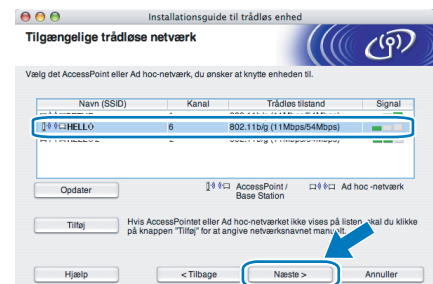 Installationsguide til trådløs enhed
Tilgængelige trådløse netværk
Vælg det AccessPoint eller Ad hoc-netværk, du ønsker at knytte enheden til.
Navn (SSID) Kanal Trådløs tilstand Signal
HELLO 6 802.11b/g (11Mbps/54Mbps)
Opdater
AccessPoint / Ad hoc -netværk
Base Station
Tilføj
Hvis AccessPointet eller Ad hoc-netværket ikke vises på listen, skal du klikke
på knappen "Tilføj" for at angive netværksnavnet manuelt.
Hjælp < Tilbage Næste > Annuller